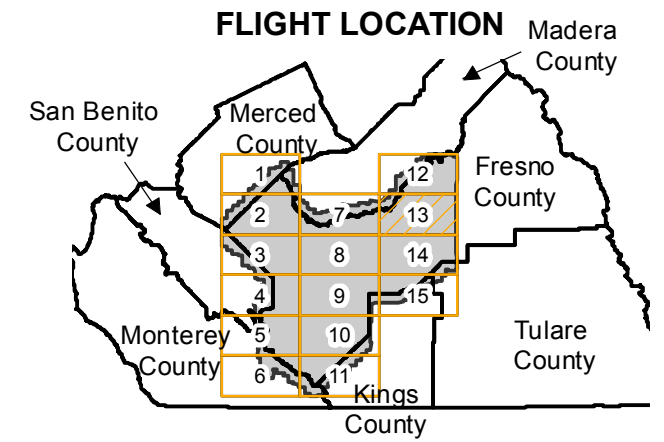 FLIGHT LOCATION
Madera
County
San Benito
County
Merced
County
Fresno
County
1
12
2
7
13
3
8
14
4
9
15
5
10
6
11
Monterey
County
Tulare
County
Kings
County